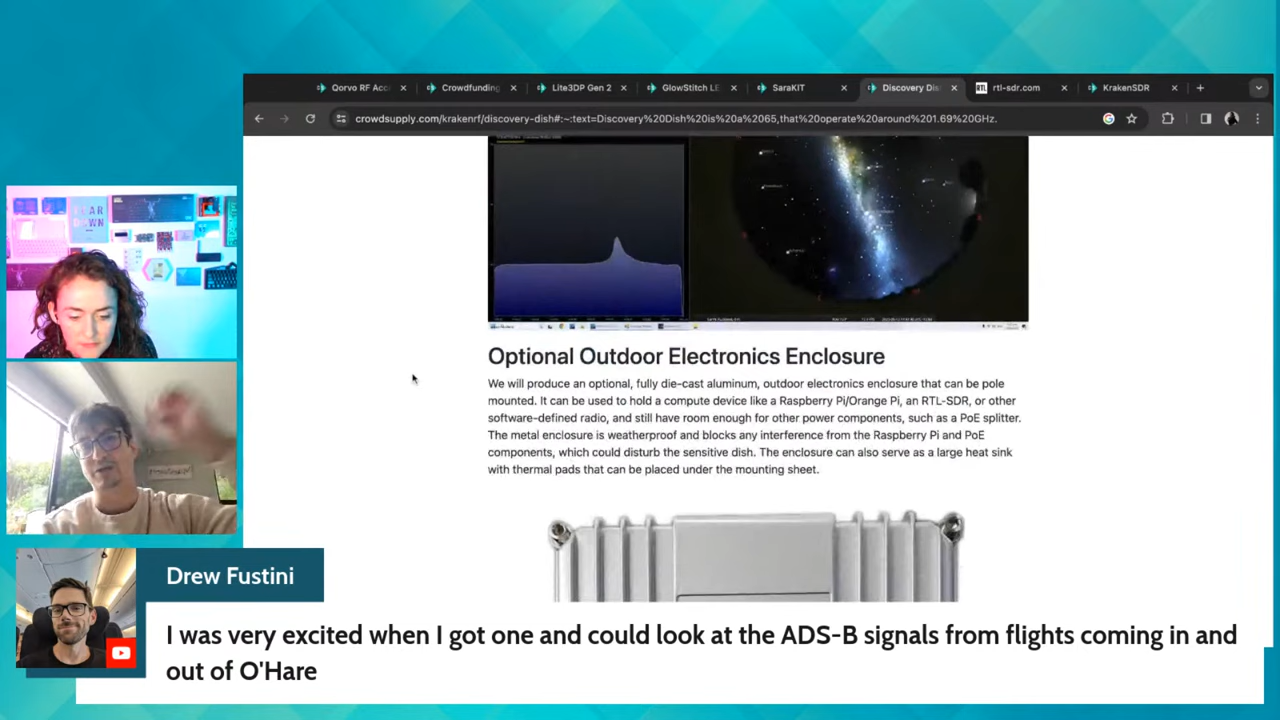 Qorvo RF Acc
Crowdfunding
Lite3DP Gen 2
GlowStitch LE
SaraKIT
Discovery Dis
RTL
rtl-sdr.com
KrakenSDR
crowdsupply.com/krakenrf/discovery-dish#:~:text=Discovery%20Dish%20is%20a%2065,that%20operate%20around%201.69%20GHz.
Optional Outdoor Electronics Enclosure
We will produce an optional, fully die-cast aluminum, outdoor electronics enclosure that can be pole
mounted. It can be used to hold a compute device like a Raspberry Pi/Orange Pi, an RTL-SDR, or other
software-defined radio, and still have room enough for other power components, such as a PoE splitter.
The metal enclosure is weatherproof and blocks any interference from the Raspberry Pi and PoE
components, which could disturb the sensitive dish. The enclosure can also serve as a large heat sink
with thermal pads that can be placed under the mounting sheet.
Drew Fustini
I was very excited when I got one and could look at the ADS-B signals from flights coming in and
out of O'Hare